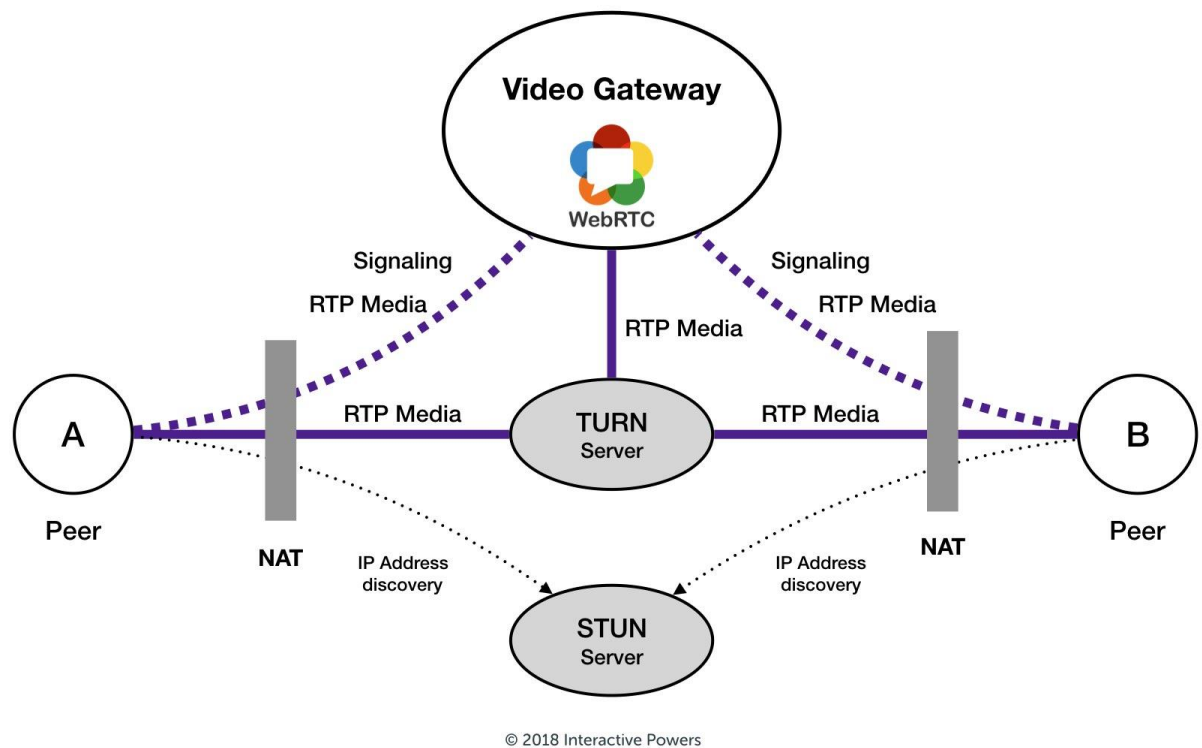 Video Gateway
WebRTC
Signaling
Signaling
RTP Media
RTP Media
RTP Media
A
RTP Media
TURN
Server
RTP Media
B
Peer
Peer
NAT
NAT
IP Address
discovery
IP Address
discovery
STUN
Server
© 2018 Interactive Powers